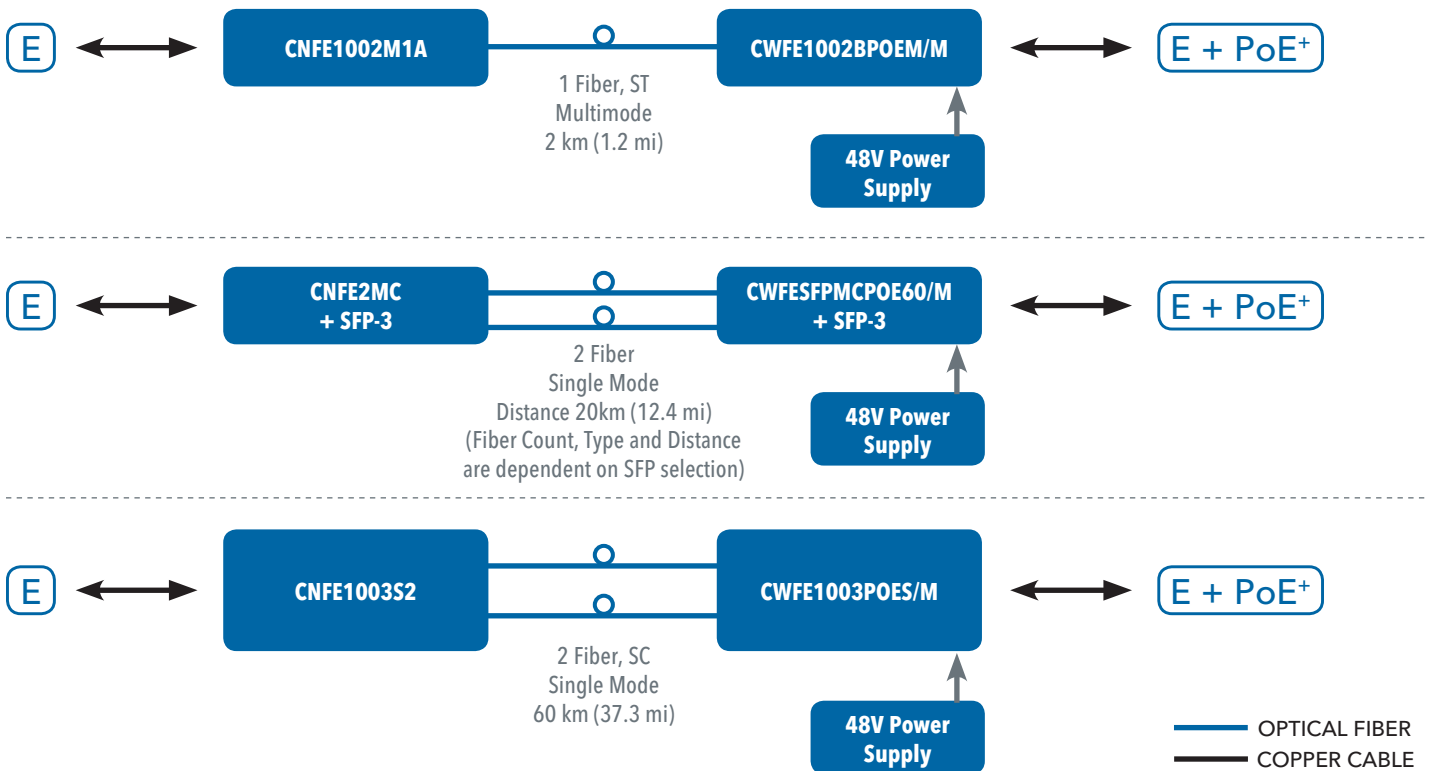 E
CNFE1002M1A
CWFE1002BPOEM/M
E + PoE+
1 Fiber, ST
Multimode
2 km (1.2 mi)
48V Power
Supply
E
CNFE2MC
+ SFP-3
CWFESFPMCPOE60/M
+ SFP-3
E + PoE+
2 Fiber
Single Mode
Distance 20km (12.4 mi)
(Fiber Count, Type and Distance
are dependent on SFP selection)
48V Power
Supply
E
CNFE1003S2
CWFE1003POES/M
E + PoE+
2 Fiber, SC
Single Mode
60 km (37.3 mi)
48V Power
Supply
OPTICAL FIBER
COPPER CABLE